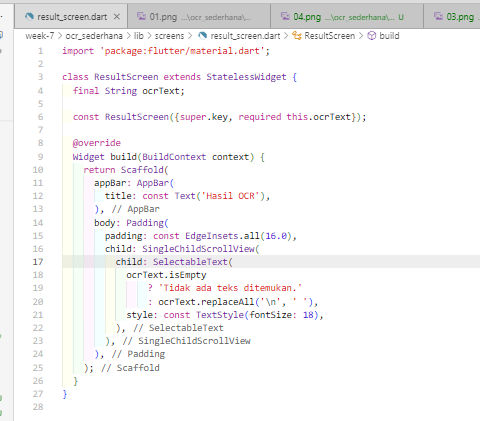 result_screen.dart × 01.png ...\ocr_sederhana\... 04.png ...\ocr_sederhana\... U 03.png
week-7 > ocr_sederhana > lib > screens > result_screen.dart > ResultScreen > build
1 import 'package:flutter/material.dart';
2
3 class ResultScreen extends StatelessWidget {
4 final String ocrText;
5
6 const ResultScreen({super.key, required this.ocrText});
7
8 @override
9 Widget build(BuildContext context) {
10 return Scaffold(
11 appBar: AppBar(
12 title: const Text('Hasil OCR'),
13 ), // AppBar
14 body: Padding(
15 padding: const EdgeInsets.all(16.0),
16 child: SingleChildScrollView(
17 child: SelectableText(
18 ocrText.isEmpty
19 ? 'Tidak ada teks ditemukan.'
20 : ocrText.replaceAll('\n', ' '),
21 style: const TextStyle(fontSize: 18),
22 ), // SelectableText
23 ), // SingleChildScrollView
24 ), // Padding
25 ); // Scaffold
26 }
27 }
28